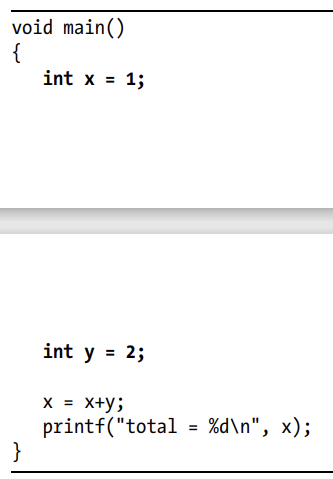 void main()
{
int x = 1;
int y = 2;
x = x+y;
printf("total = %d\n", x);
}